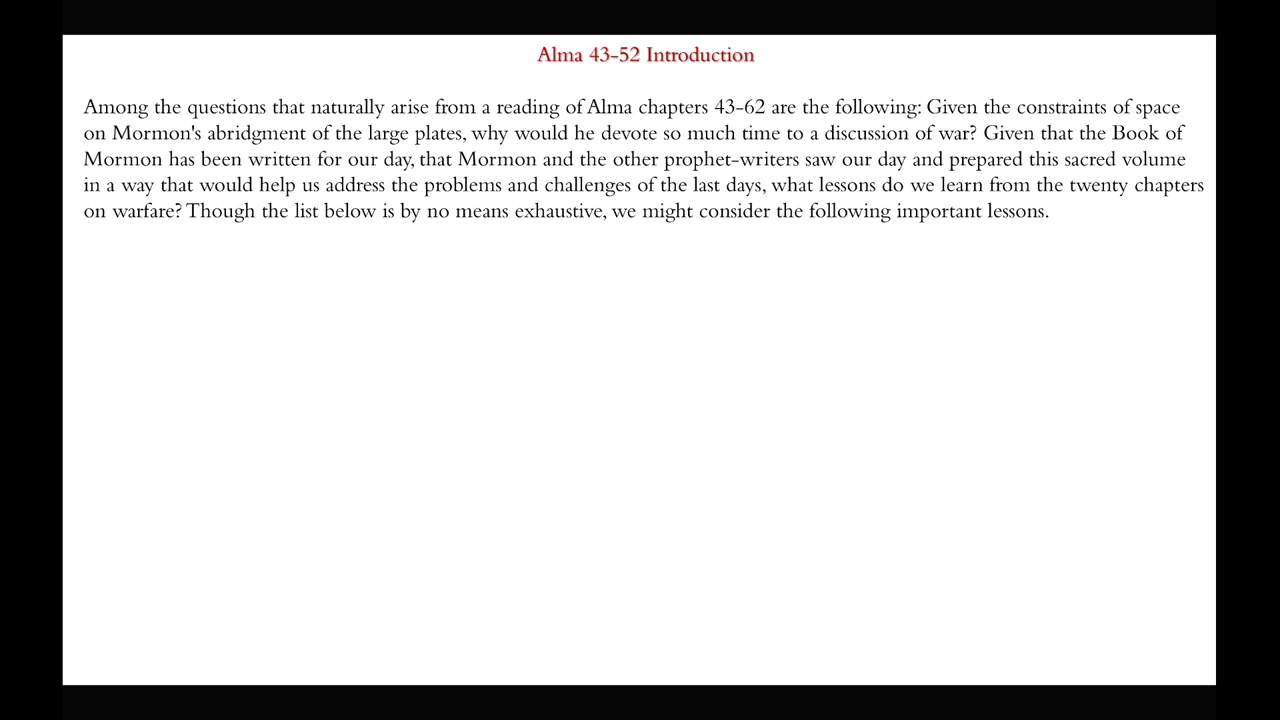 Alma 43-52 Introduction
Among the questions that naturally arise from a reading of Alma chapters 43-62 are the following: Given the constraints of space
on Mormon's abridgment of the large plates, why would he devote so much time to a discussion of war? Given that the Book of
Mormon has been written for our day, that Mormon and the other prophet-writers saw our day and prepared this sacred volume
in a way that would help us address the problems and challenges of the last days, what lessons do we learn from the twenty chapters
on warfare? Though the list below is by no means exhaustive, we might consider the following important lessons.